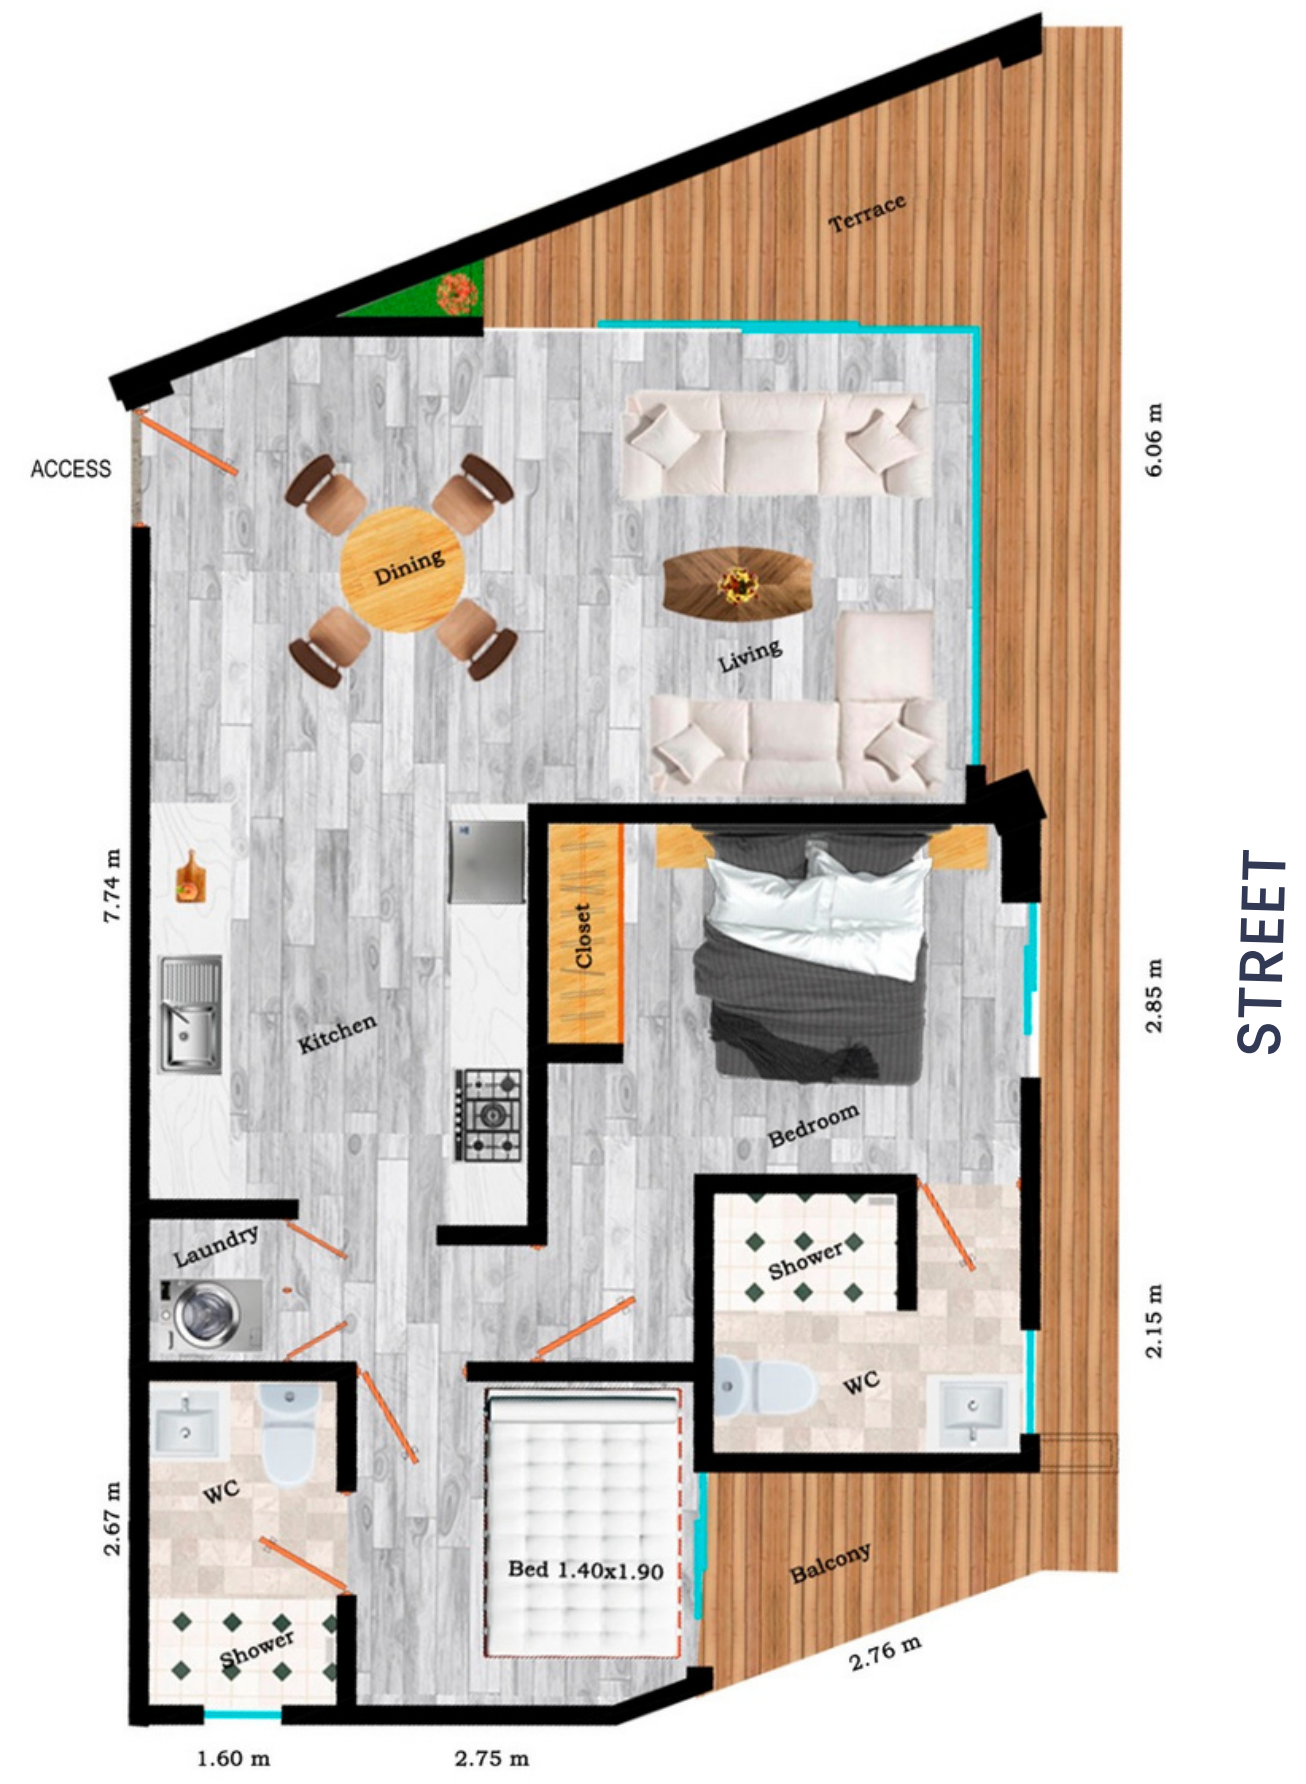 Terrace
6.06 m
ACCESS
Dining
Living
7.74 m
Closet
STREET
2.85 m
Kitchen
Bedroom
Laundry
Shower
2.15 m
WC
WC
2.67 m
Bed 1.40x1.90
Balcony
Shower
2.76 m
1.60 m
2.75 m